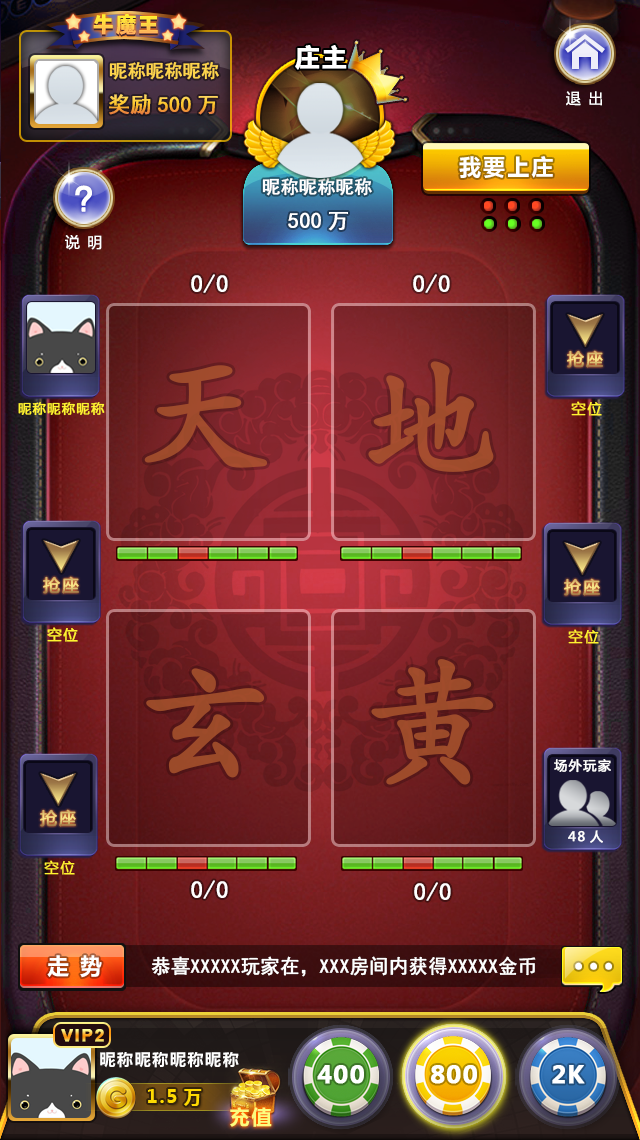 牛魔王
昵称昵称昵称
奖励 500 万
庄主
昵称昵称昵称
500 万
退 出
我要上庄
?
说 明
0/0
0/0
天
地
昵称昵称昵称
抢座
空位
抢座
空位
抢座
空位
玄
黄
抢座
空位
场外玩家
48 人
0/0
0/0
走 势
恭喜XXXXX玩家在，XXX房间内获得XXXXX金币
VIP2
昵称昵称昵称昵称
G
1.5 万
充值
400
800
2K